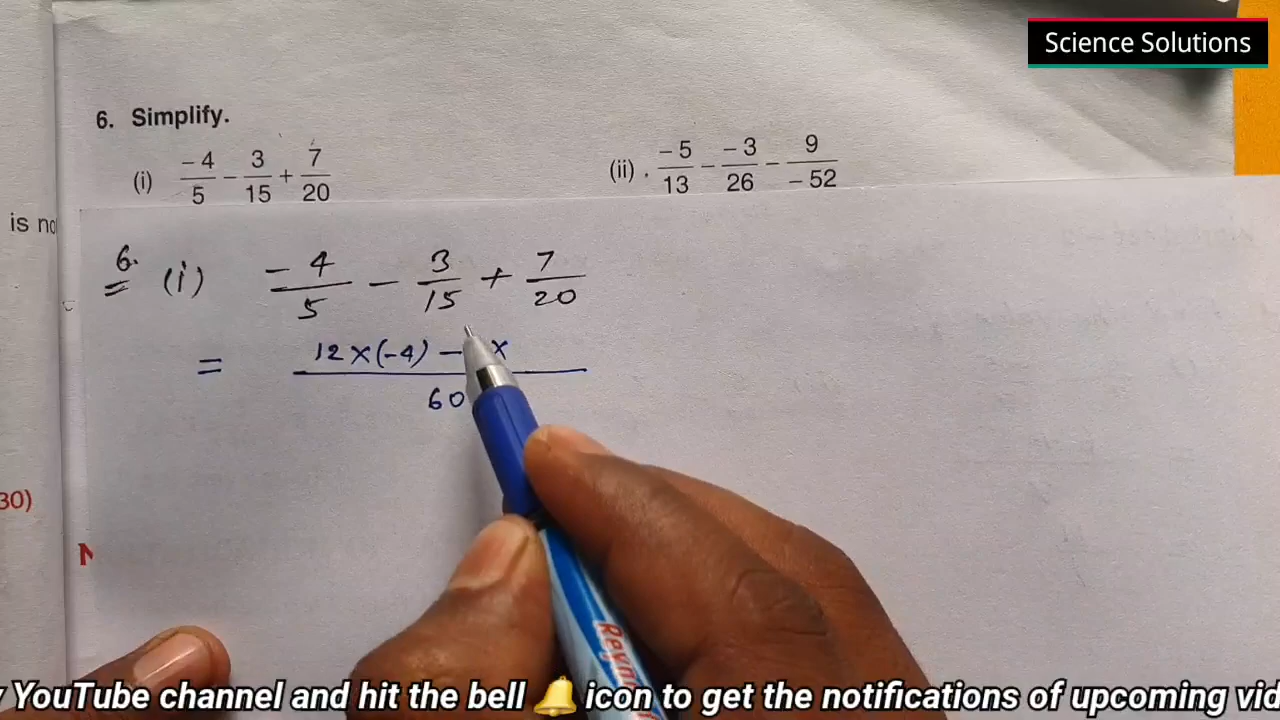 Science Solutions
6. Simplify.
(i) -4/5 - 3/15 + 7/20
(ii) . -5/13 - -3/26 - 9/-52
is no
6. (i) -4/5 - 3/15 + 7/20
= 12×(-4) - × / 60
30)
N
YouTube channel and hit the bell 🔔 icon to get the notifications of upcoming vid